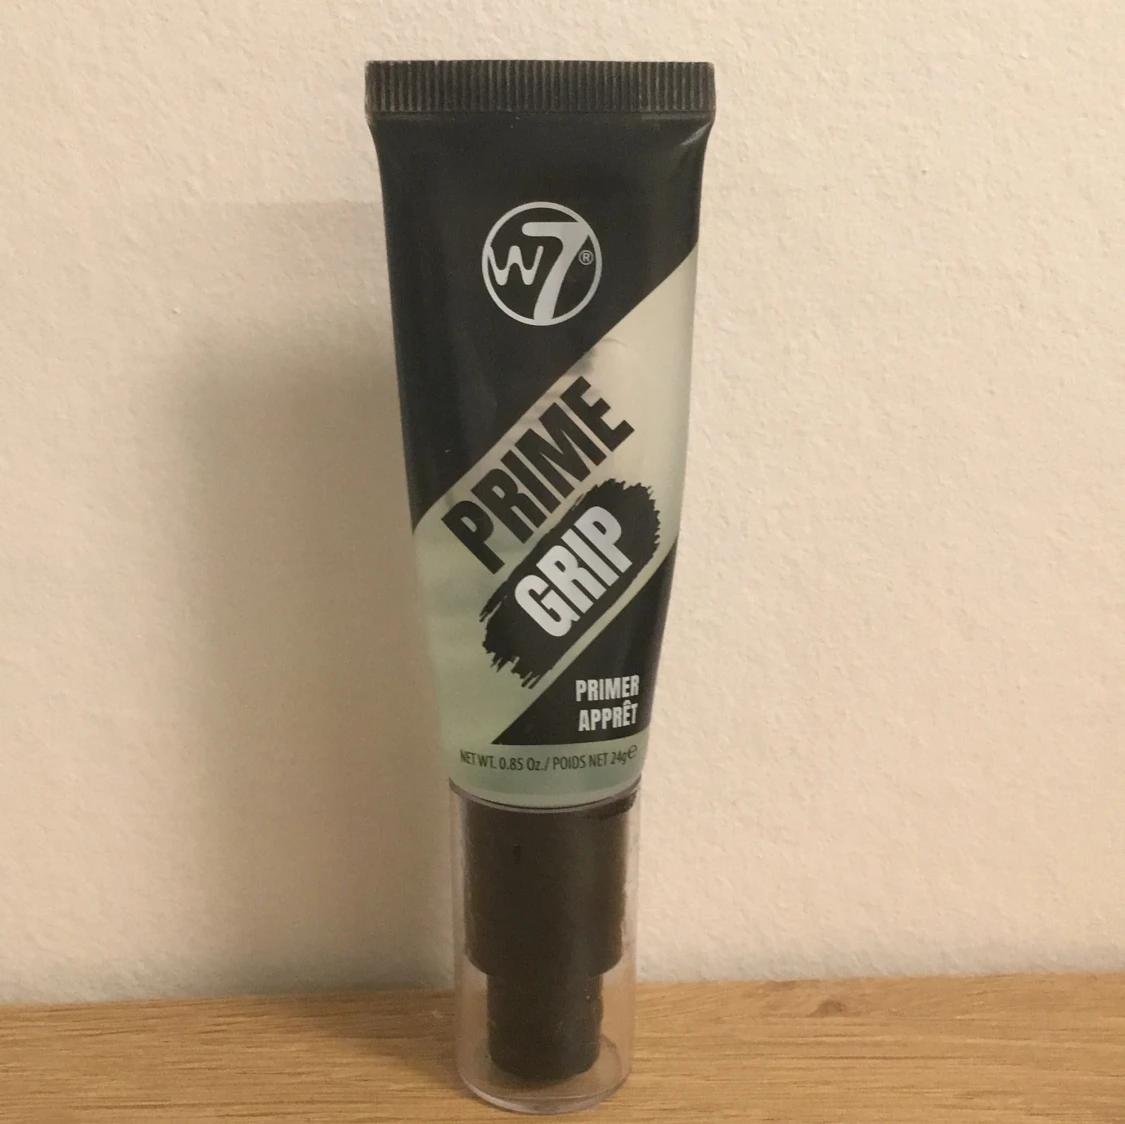 W7®
PRIME
GRIP
PRIMER
APPRÊT
NET WT. 0.85 Oz./ POIDS NET 24g℮